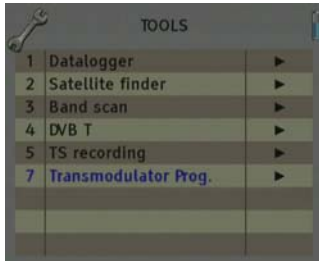 TOOLS
1 Datalogger ►
2 Satellite finder ►
3 Band scan ►
4 DVB T ►
5 TS recording ►
7 Transmodulator Prog. ►